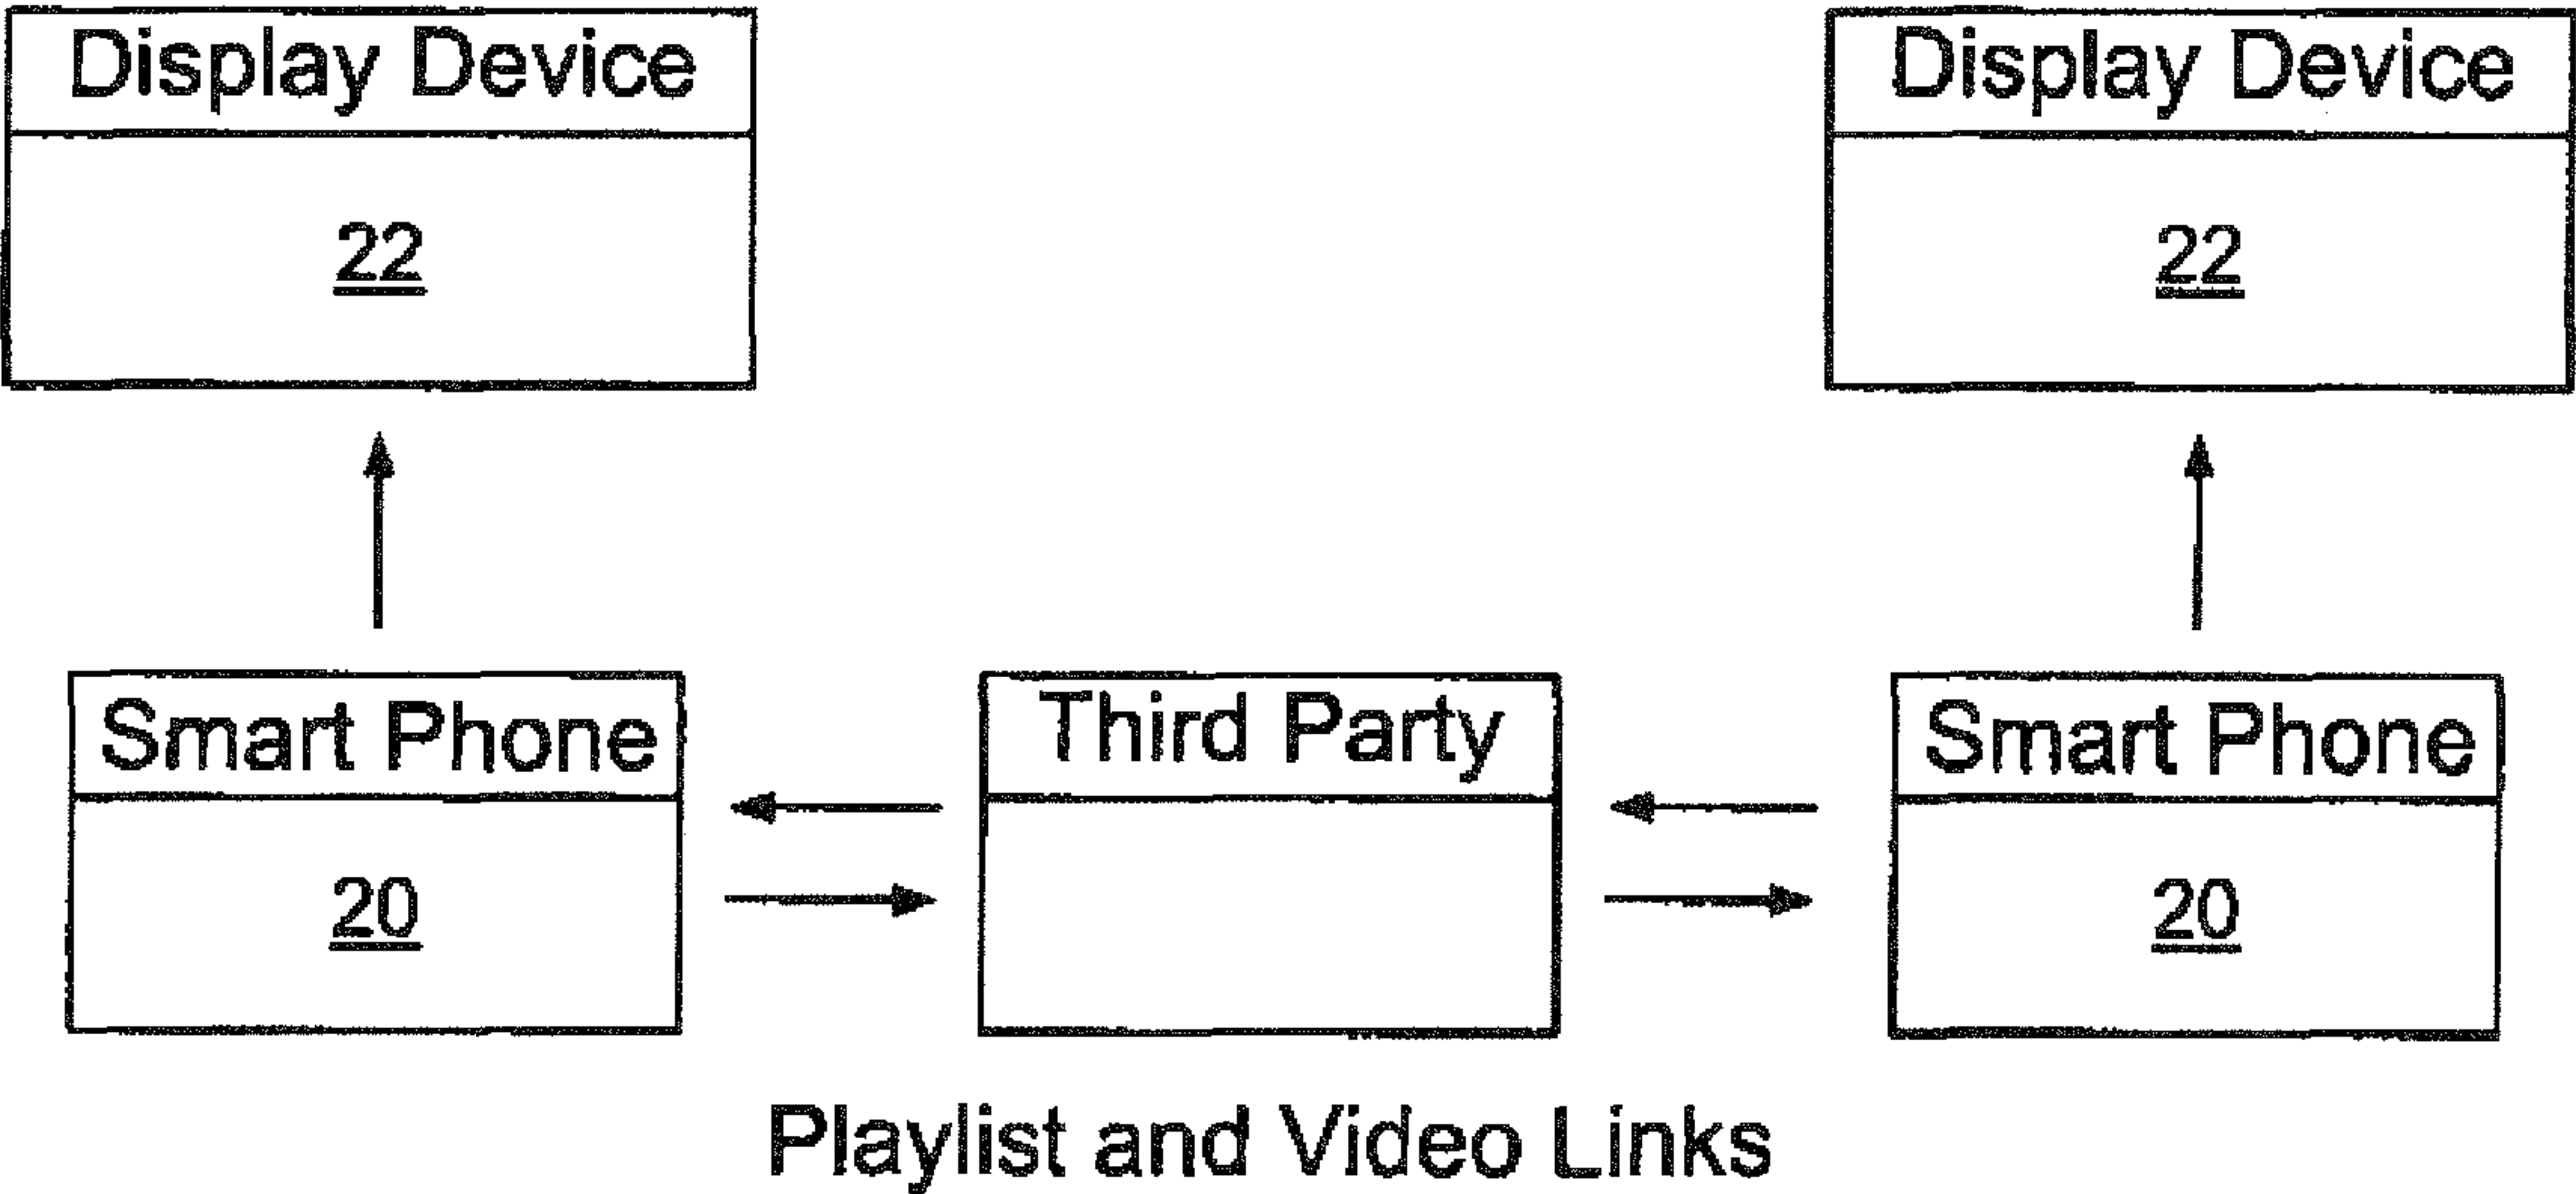 Display Device
22
Display Device
22
Smart Phone
20
Third Party
Smart Phone
20
Playlist and Video Links